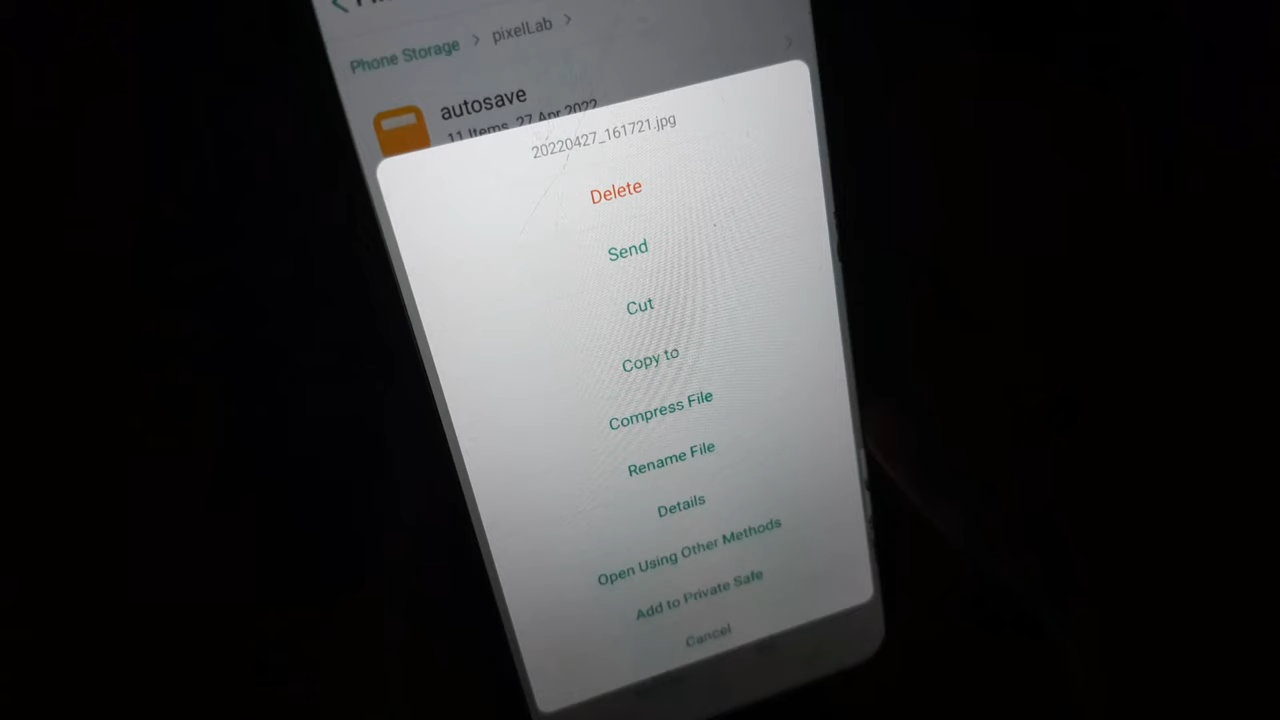 Phone Storage > pixelLab >
autosave
11 Items, 27 Apr 2022
20220427_161721.jpg
Delete
Send
Cut
Copy to
Compress File
Rename File
Details
Open Using Other Methods
Add to Private Safe
Cancel